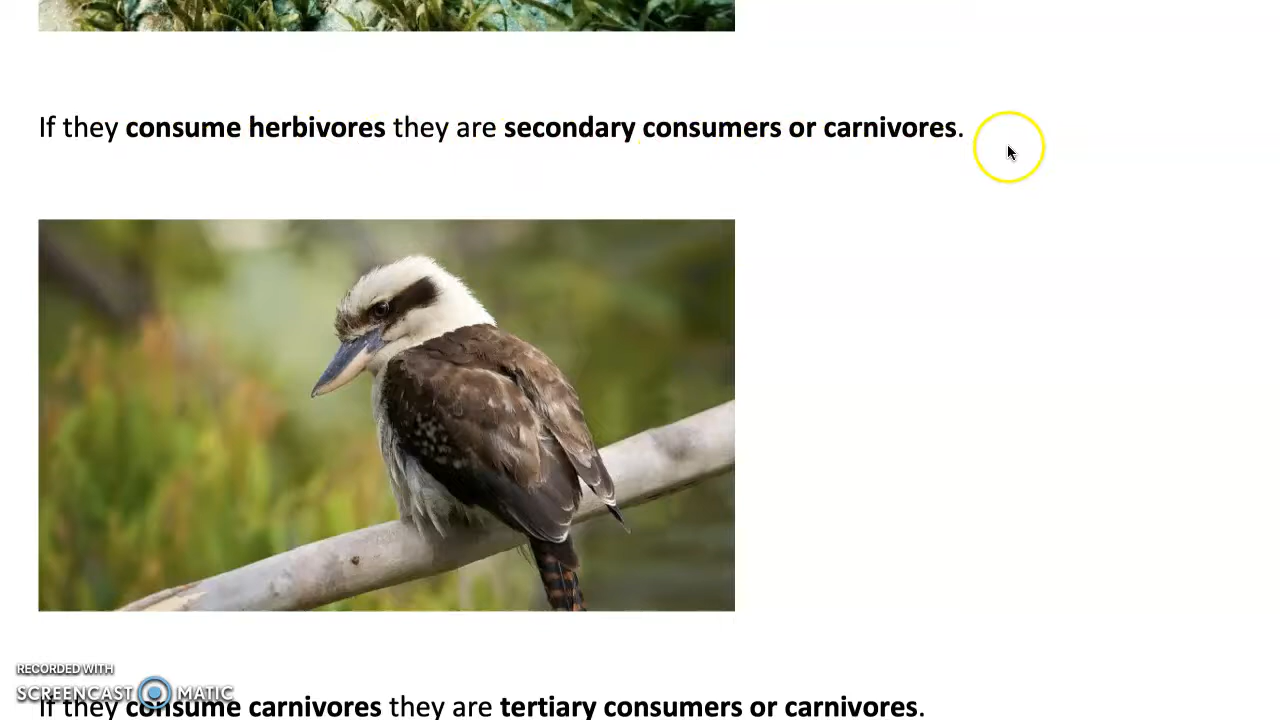 If they consume herbivores they are secondary consumers or carnivores.
RECORDED WITH
SCREENCAST MATIC
If they consume carnivores they are tertiary consumers or carnivores.